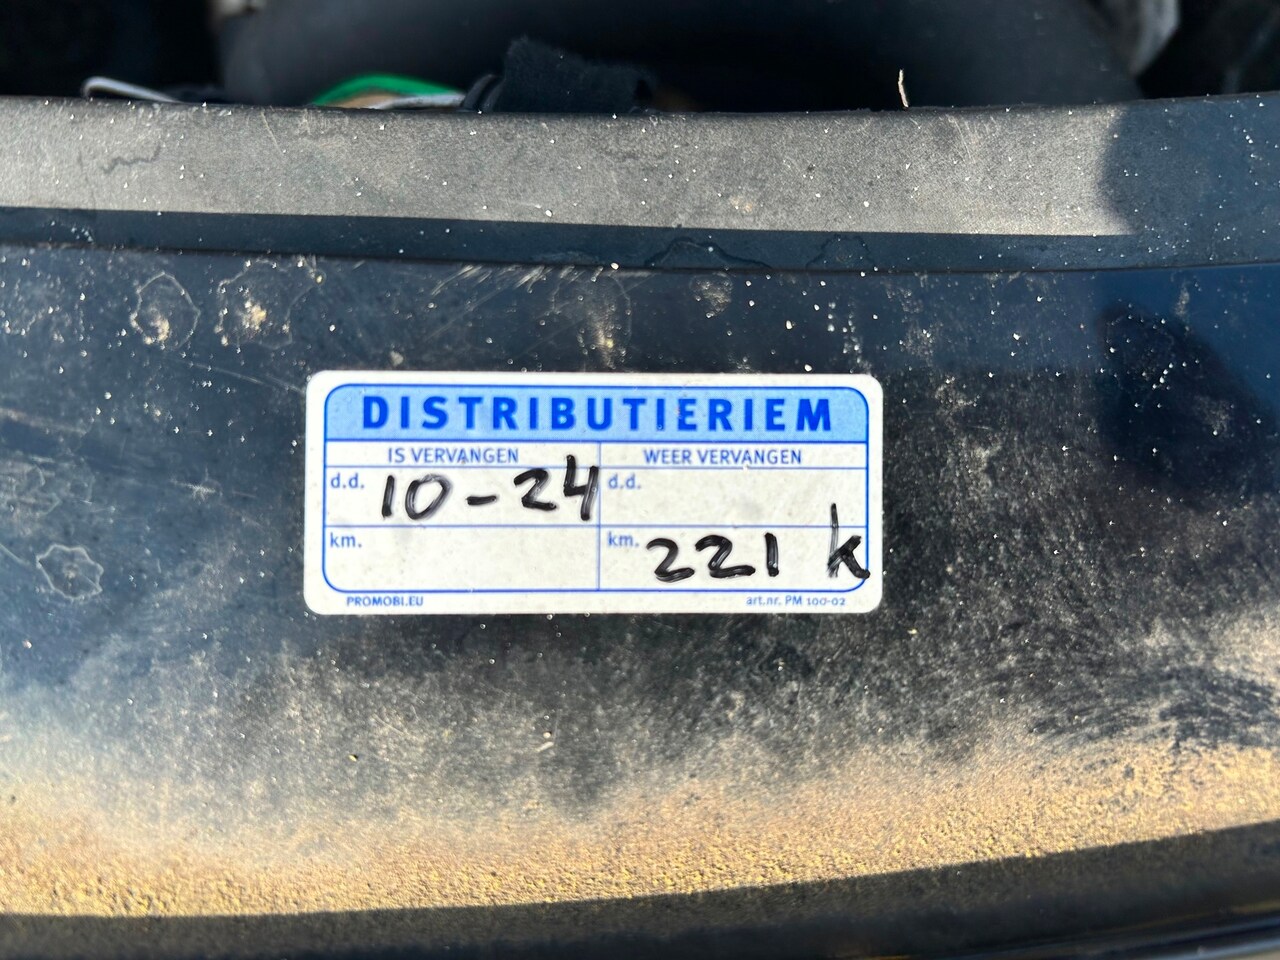 DISTRIBUTIERIEM
IS VERVANGEN WEER VERVANGEN
d.d. 10-24 d.d.
km. km. 221 k
PROMOBI.EU art.nr. PM 100-02